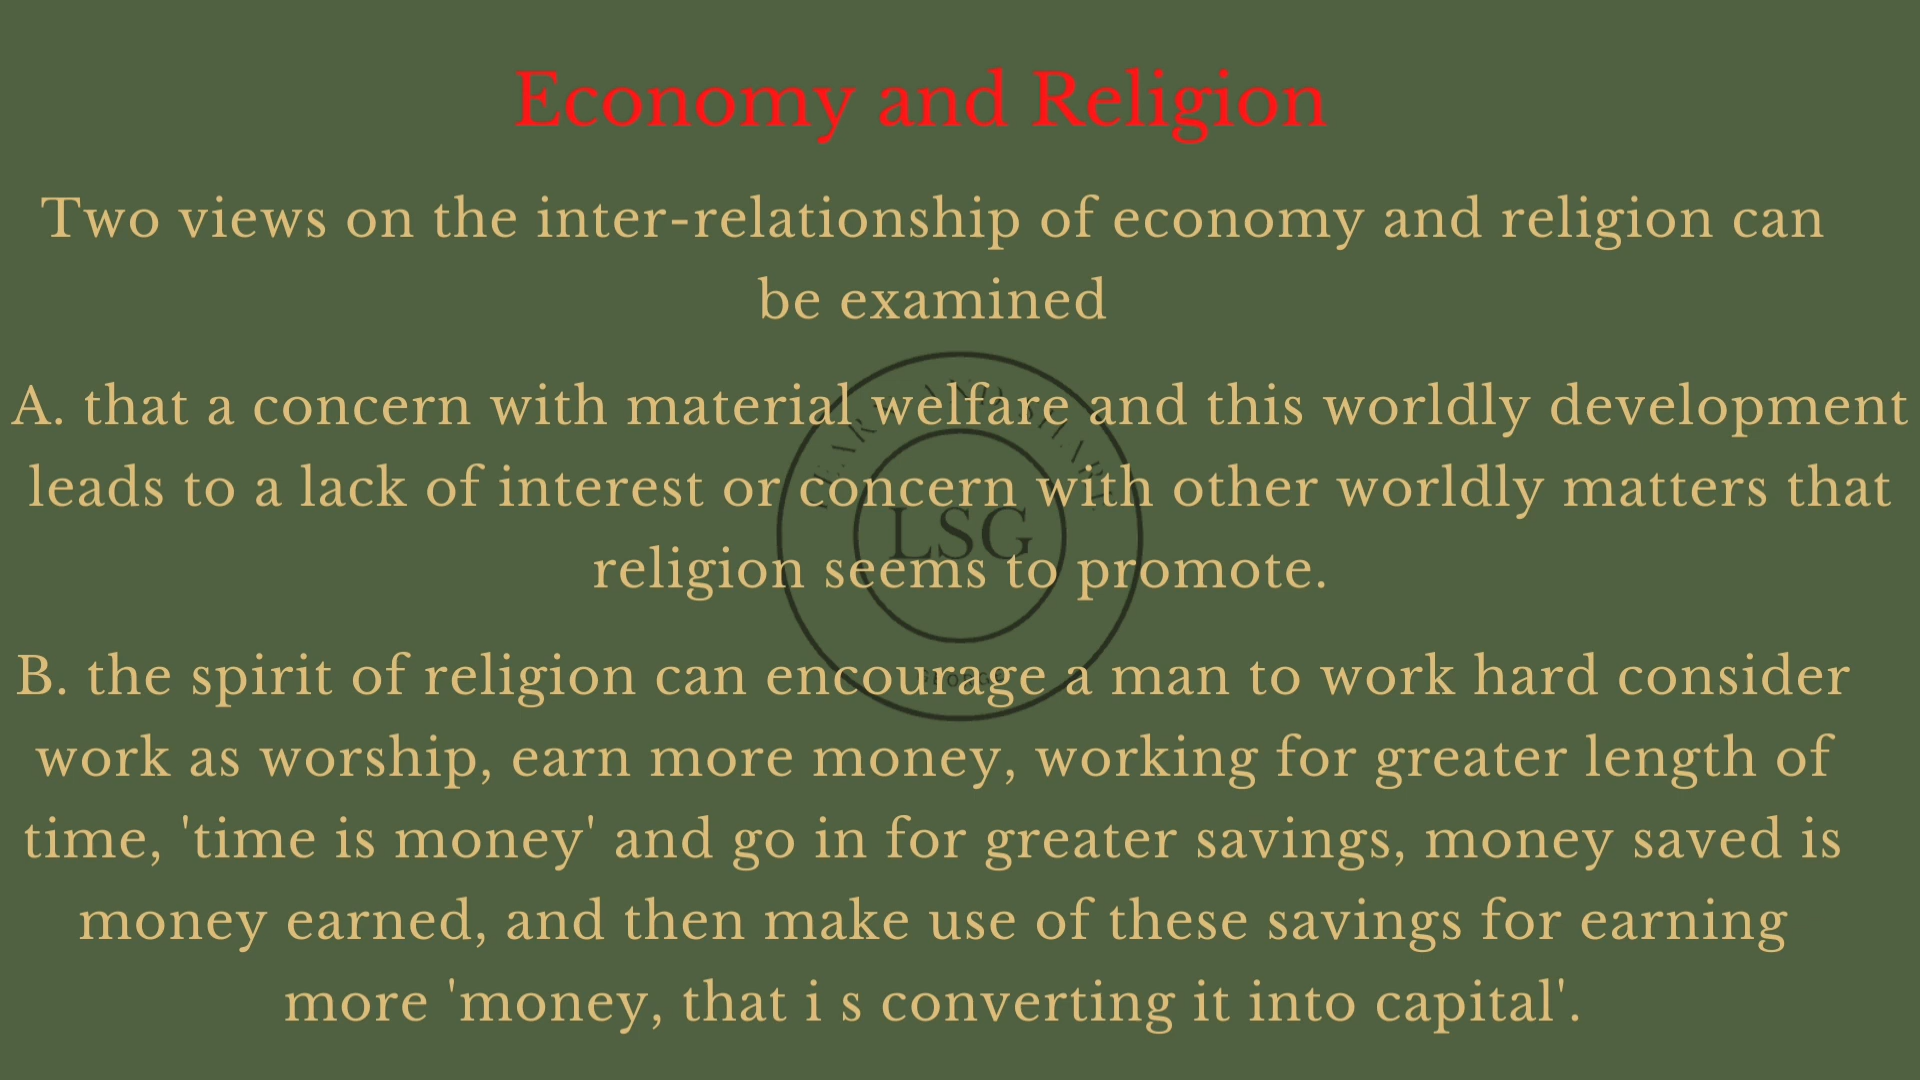 Economy and Religion
Two views on the inter-relationship of economy and religion can
be examined
A. that a concern with material welfare and this worldly development
leads to a lack of interest or concern with other worldly matters that
religion seems to promote.
LSG
B. the spirit of religion can encourage a man to work hard consider
work as worship, earn more money, working for greater length of
time, 'time is money' and go in for greater savings, money saved is
money earned, and then make use of these savings for earning
more 'money, that i s converting it into capital'.